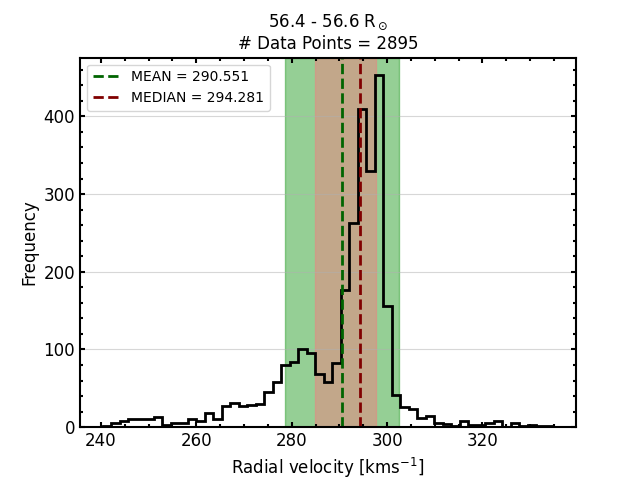 56.4 - 56.6 R⊙
# Data Points = 2895
MEAN = 290.551
MEDIAN = 294.281
Frequency
400
300
200
100
0
240 260 280 300 320
Radial velocity [kms⁻¹]